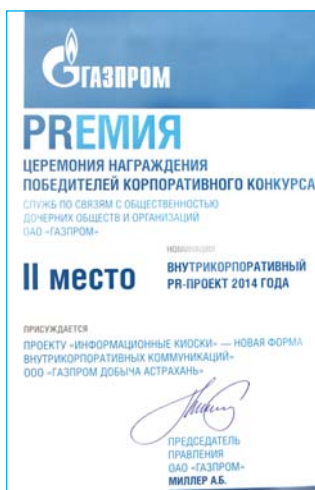 ГАЗПРОМ
PRЕМИЯ
ЦЕРЕМОНИЯ НАГРАЖДЕНИЯ
ПОБЕДИТЕЛЕЙ КОРПОРАТИВНОГО КОНКУРСА
СЛУЖБ ПО СВЯЗЯМ С ОБЩЕСТВЕННОСТЬЮ
ДОЧЕРНИХ ОБЩЕСТВ И ОРГАНИЗАЦИЙ
ОАО «ГАЗПРОМ»
НОМИНАЦИЯ
II место
ВНУТРИКОРПОРАТИВНЫЙ
PR-ПРОЕКТ 2014 ГОДА
ПРИСУЖДАЕТСЯ
ПРОЕКТУ «ИНФОРМАЦИОННЫЕ КИОСКИ» — НОВАЯ ФОРМА
ВНУТРИКОРПОРАТИВНЫХ КОММУНИКАЦИЙ»
ООО «ГАЗПРОМ ДОБЫЧА АСТРАХАНЬ»
ПРЕДСЕДАТЕЛЬ
ПРАВЛЕНИЯ
ОАО «ГАЗПРОМ»
МИЛЛЕР А.Б.